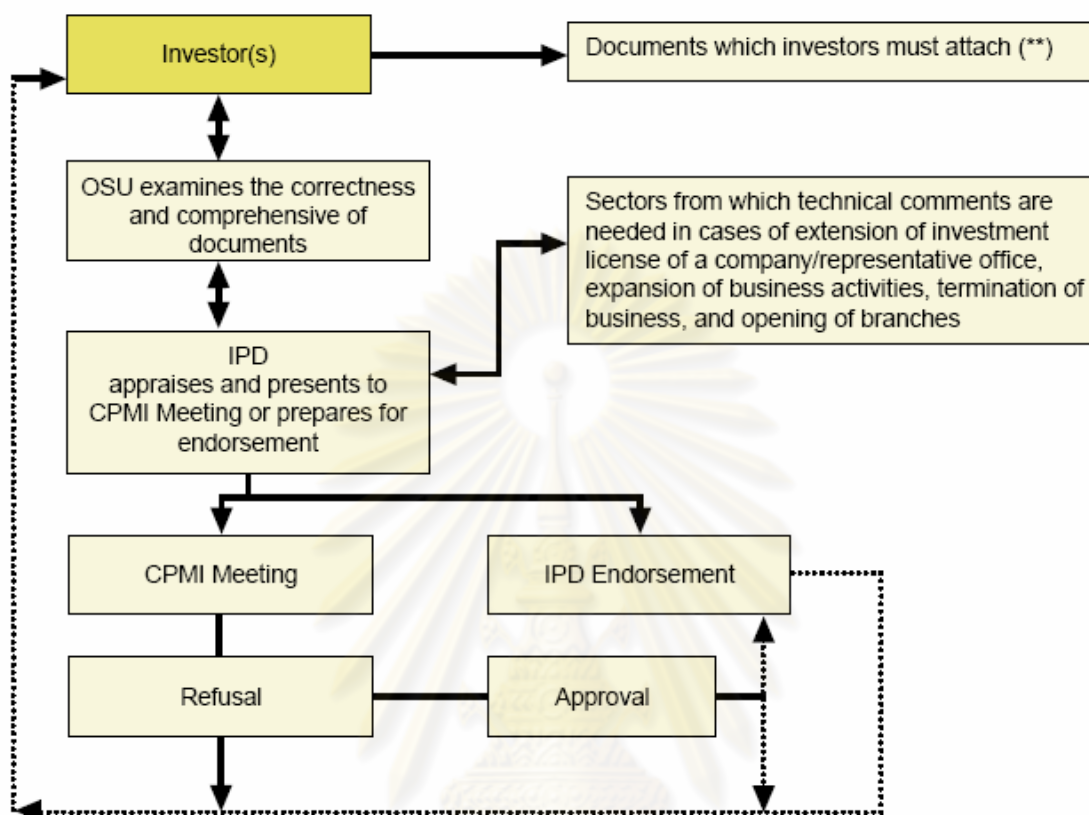 Investor(s)
Documents which investors must attach (**)
OSU examines the correctness
and comprehensive of
documents
Sectors from which technical comments are
needed in cases of extension of investment
license of a company/representative office,
expansion of business activities, termination of
business, and opening of branches
IPD
appraises and presents to
CPMI Meeting or prepares for
endorsement
CPMI Meeting
IPD Endorsement
Refusal
Approval